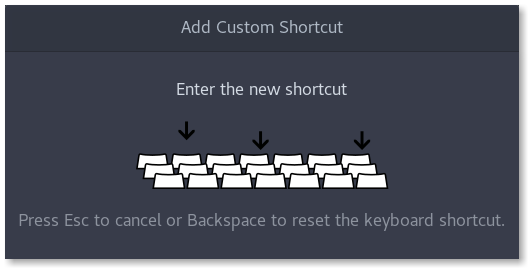 Add Custom Shortcut
Enter the new shortcut
Press Esc to cancel or Backspace to reset the keyboard shortcut.